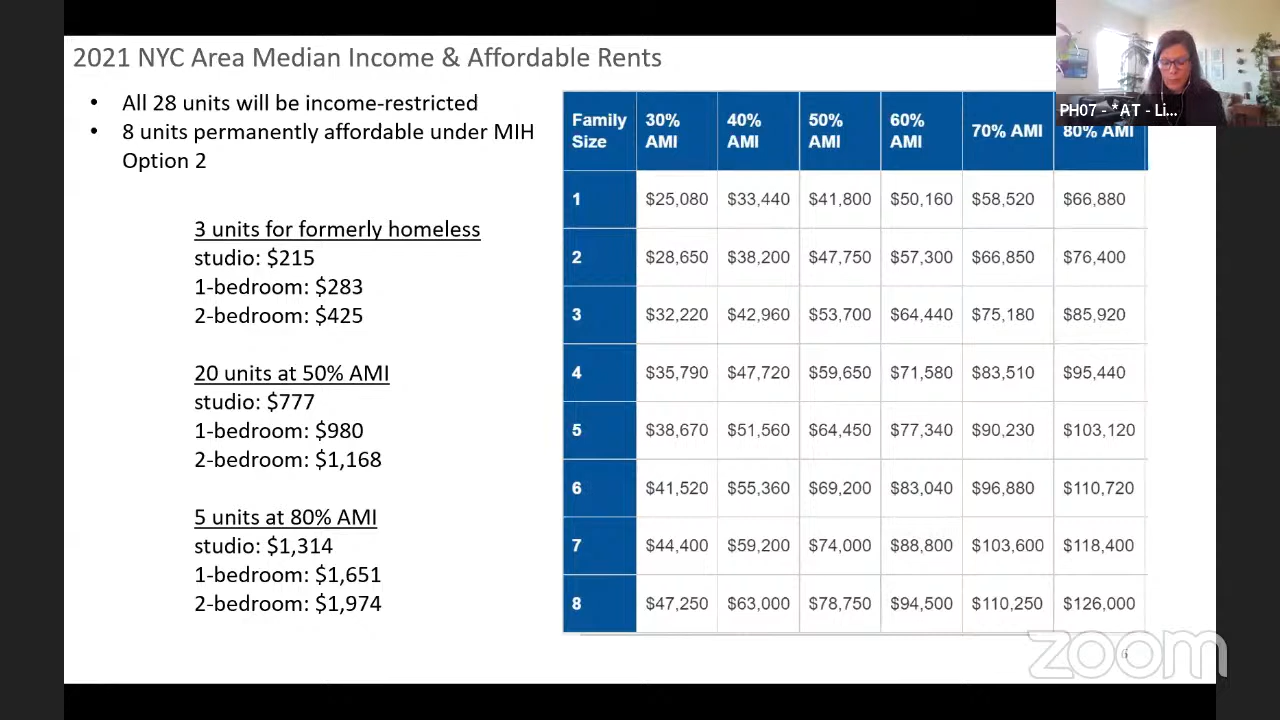 2021 NYC Area Median Income & Affordable Rents
• All 28 units will be income-restricted
• 8 units permanently affordable under MIH
Option 2
3 units for formerly homeless
studio: $215
1-bedroom: $283
2-bedroom: $425
20 units at 50% AMI
studio: $777
1-bedroom: $980
2-bedroom: $1,168
5 units at 80% AMI
studio: $1,314
1-bedroom: $1,651
2-bedroom: $1,974
Family Size 30% AMI 40% AMI 50% AMI 60% AMI 70% AMI 80% AMI
1 $25,080 $33,440 $41,800 $50,160 $58,520 $66,880
2 $28,650 $38,200 $47,750 $57,300 $66,850 $76,400
3 $32,220 $42,960 $53,700 $64,440 $75,180 $85,920
4 $35,790 $47,720 $59,650 $71,580 $83,510 $95,440
5 $38,670 $51,560 $64,450 $77,340 $90,230 $103,120
6 $41,520 $55,360 $69,200 $83,040 $96,880 $110,720
7 $44,400 $59,200 $74,000 $88,800 $103,600 $118,400
8 $47,250 $63,000 $78,750 $94,500 $110,250 $126,000
PH07 - *AT - Li...
zoom
6